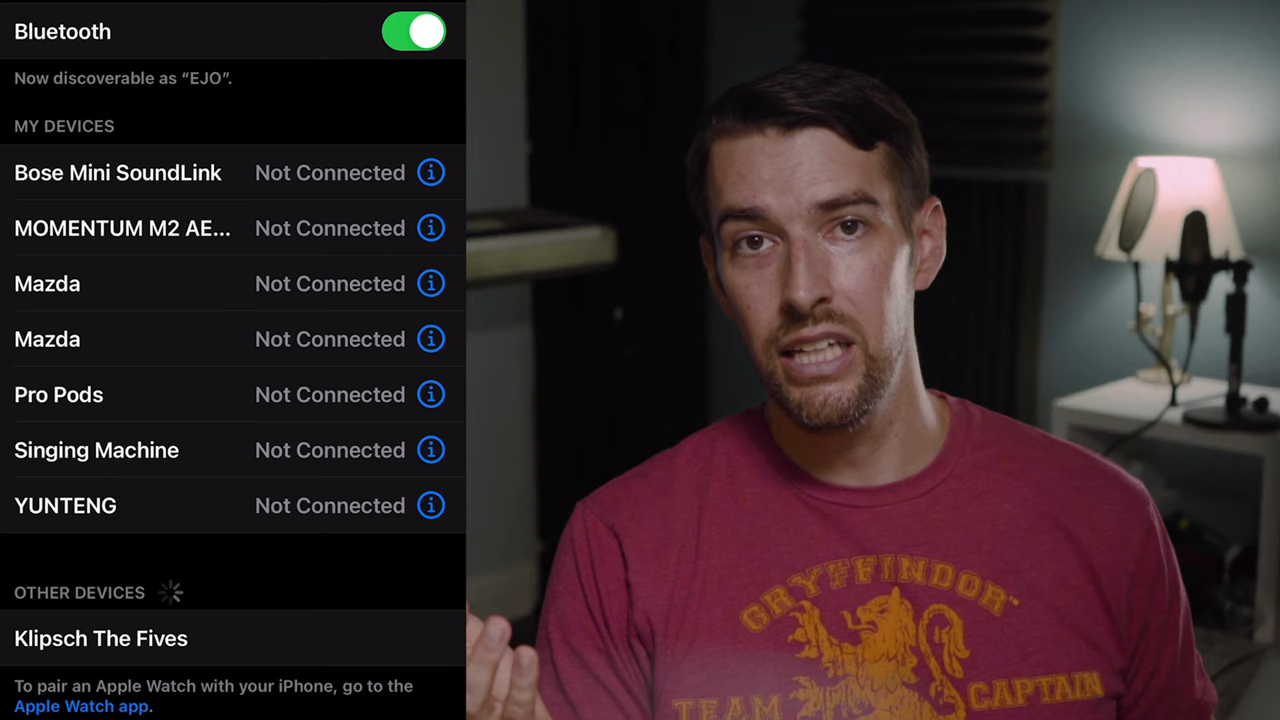 Bluetooth
Now discoverable as “EJO”.
MY DEVICES
Bose Mini SoundLink Not Connected
MOMENTUM M2 AE... Not Connected
Mazda Not Connected
Mazda Not Connected
Pro Pods Not Connected
Singing Machine Not Connected
YUNTENG Not Connected
OTHER DEVICES
Klipsch The Fives
To pair an Apple Watch with your iPhone, go to the
Apple Watch app.
GRYFFINDOR™
TEAM CAPTAIN